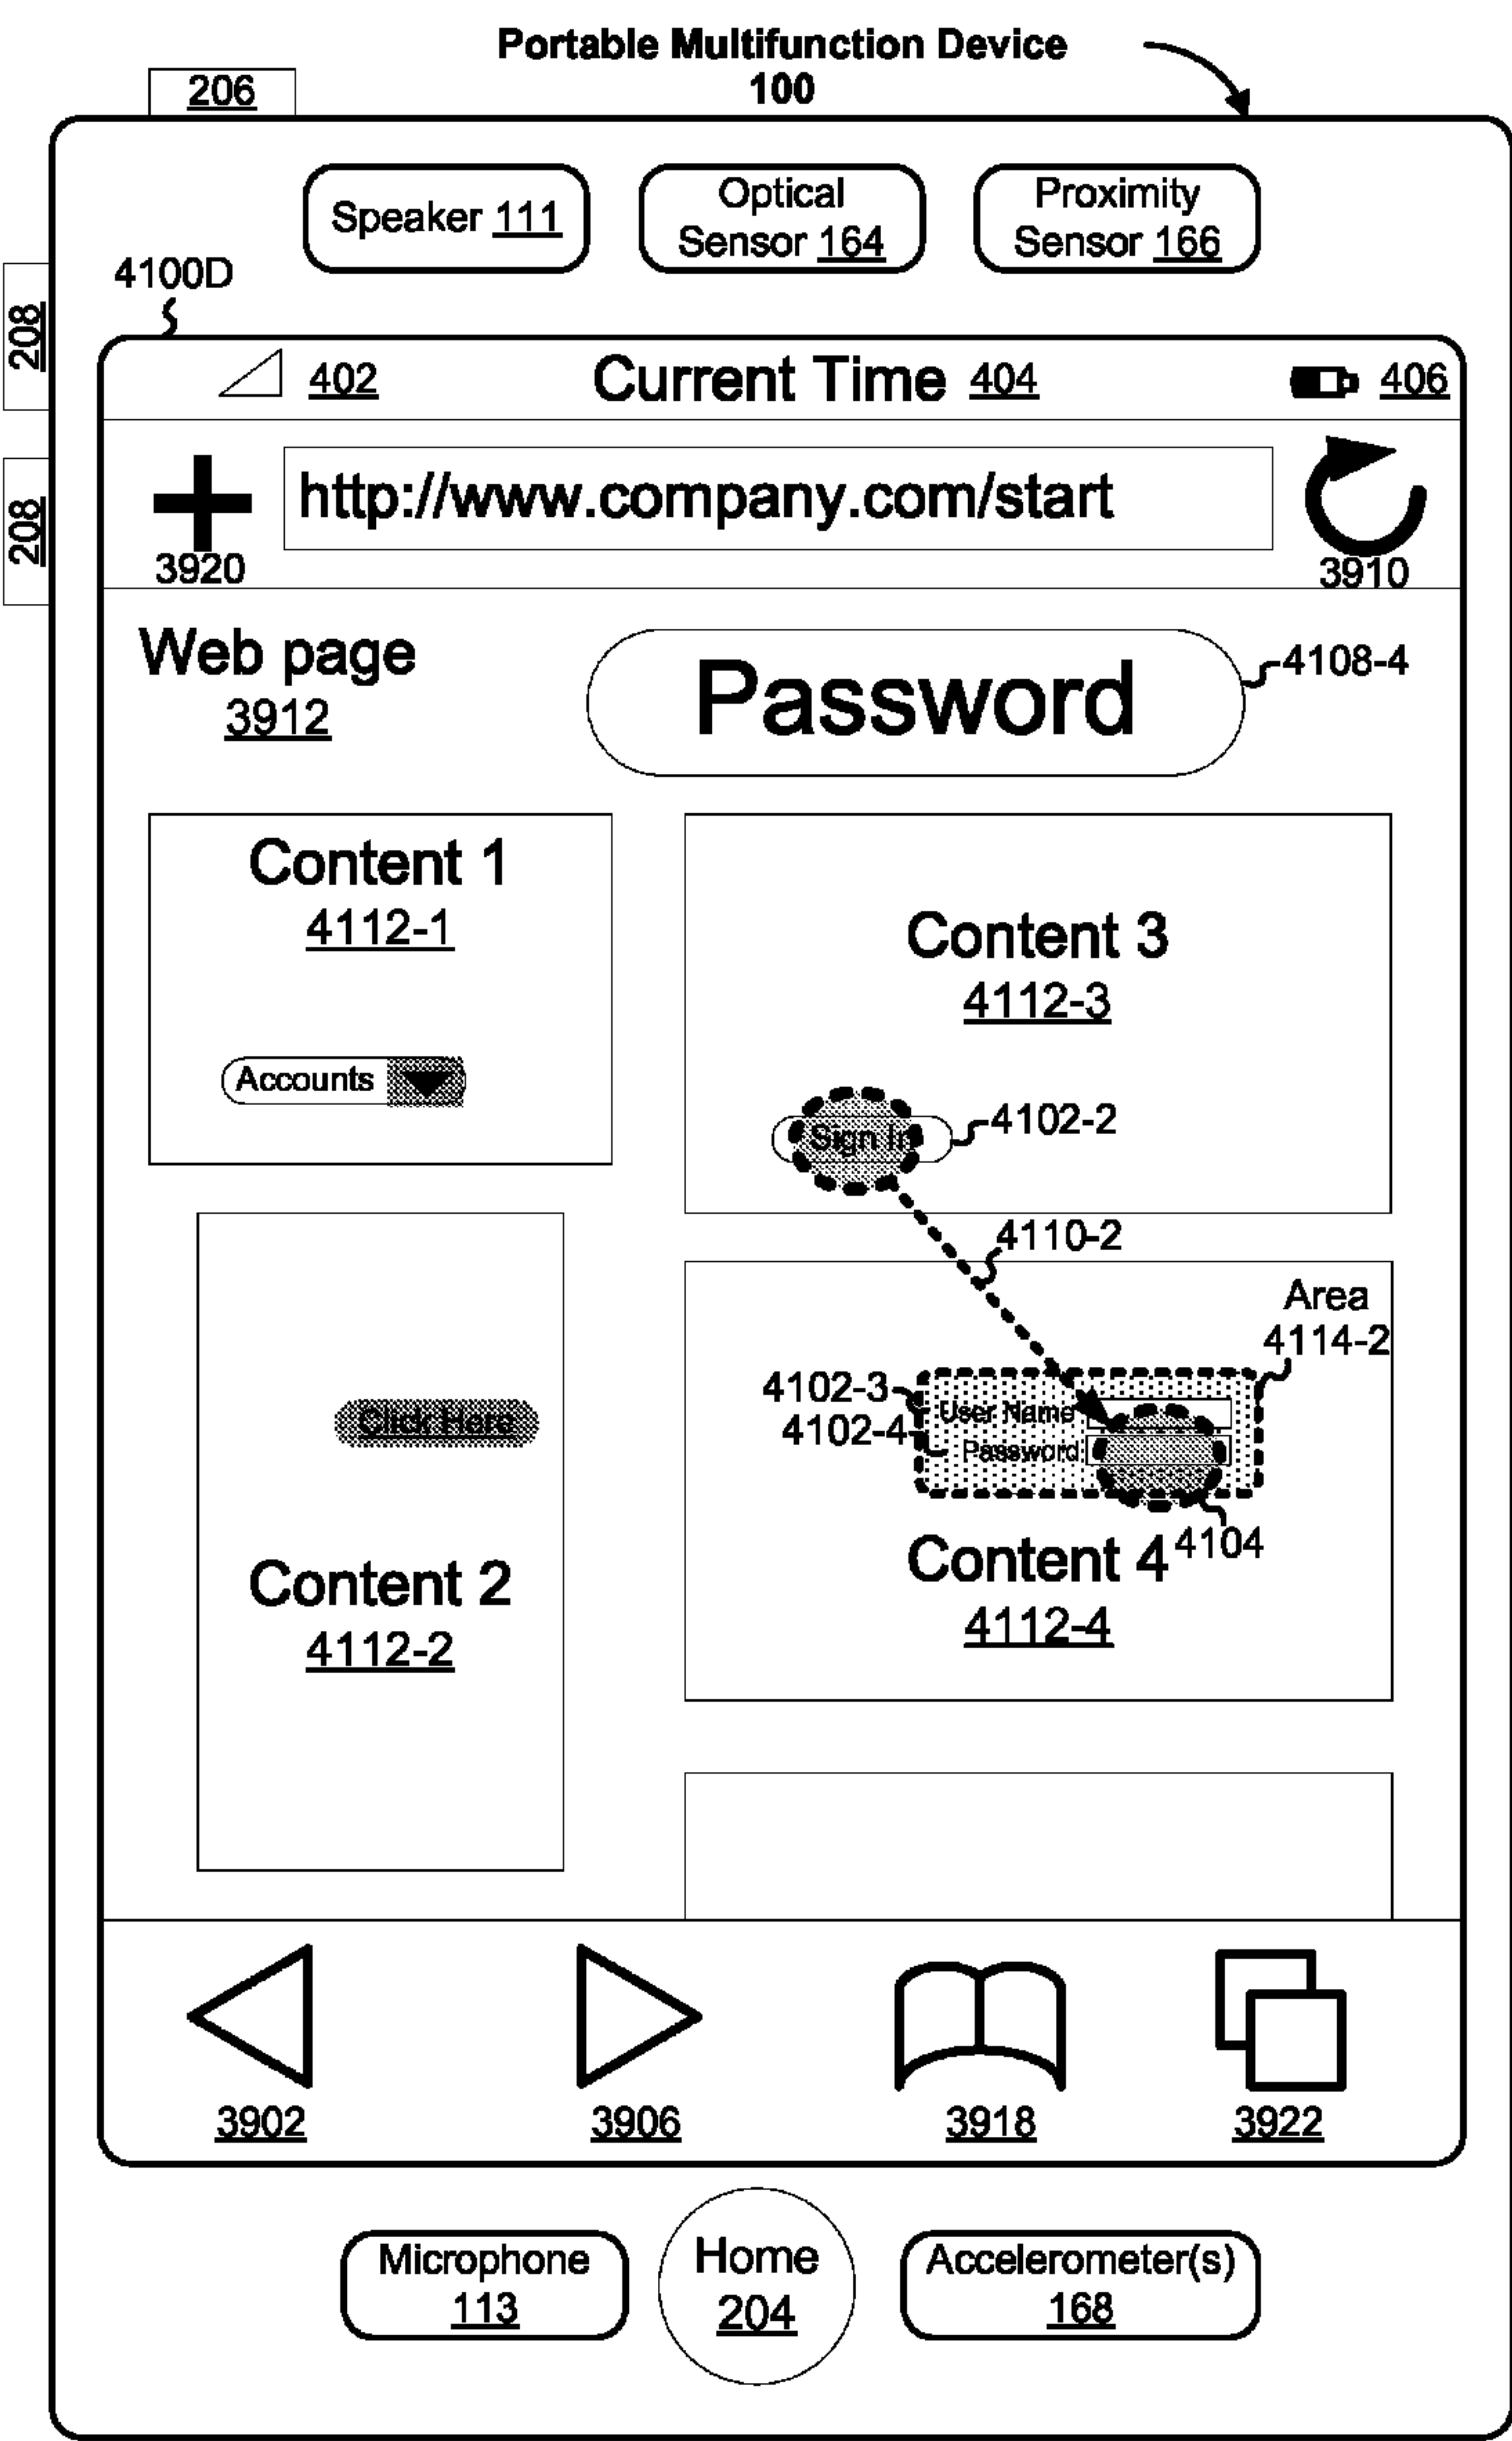 Portable Multifunction Device
100
206
Speaker 111
Optical
Sensor 164
Proximity
Sensor 166
4100D
208
208
402
Current Time 404
406
http://www.company.com/start
3920
3910
Web page
3912
Password
4108-4
Content 1
4112-1
Accounts
Content 3
4112-3
Sign In
4102-2
4110-2
Area
4114-2
4102-3
User Name
4102-4
Password
4104
Click Here
Content 2
4112-2
Content 4
4112-4
3902
3906
3918
3922
Microphone
113
Home
204
Accelerometer(s)
168